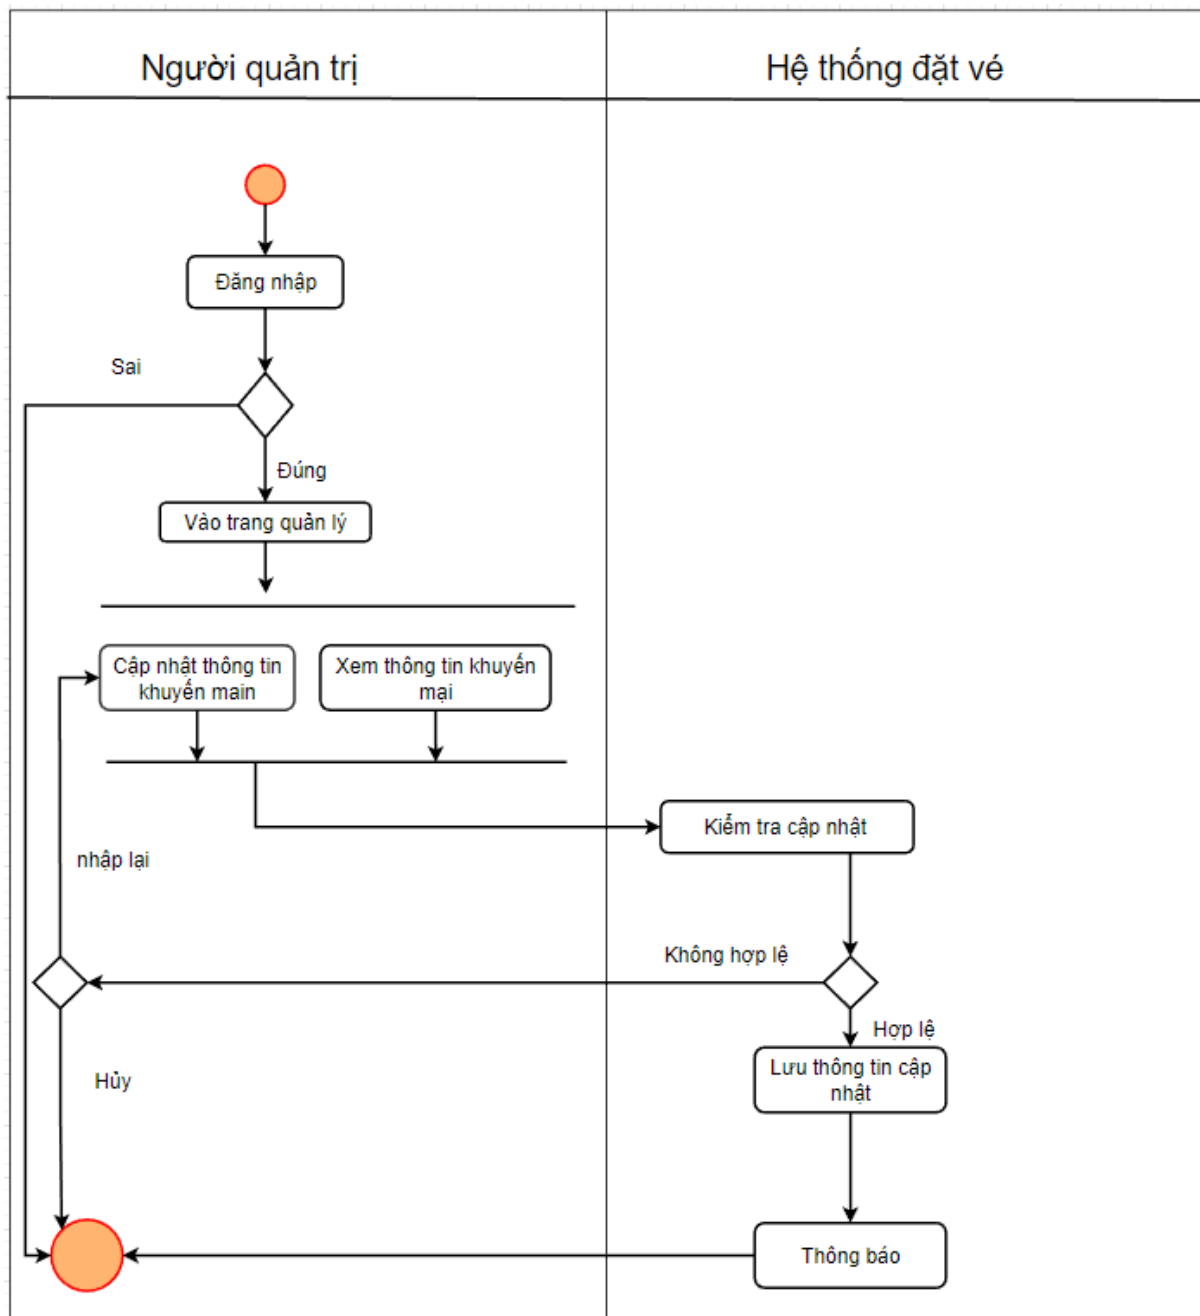 Người quản trị
Hệ thống đặt vé
Đăng nhập
Sai
Đúng
Vào trang quản lý
Cập nhật thông tin
khuyến main
Xem thông tin khuyến
mại
Kiểm tra cập nhật
nhập lại
Không hợp lệ
Hợp lệ
Lưu thông tin cập
nhật
Hủy
Thông báo